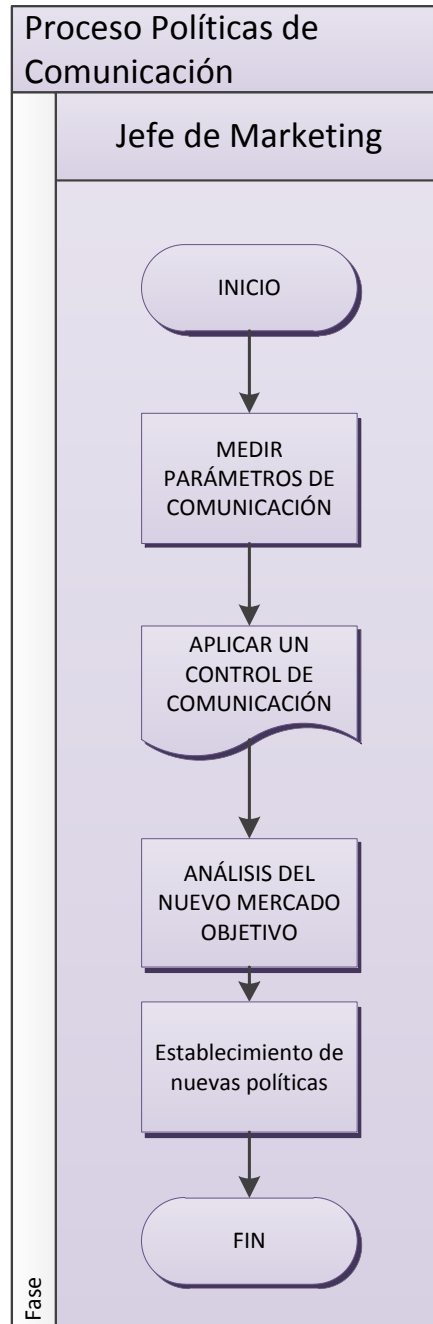 Proceso Políticas de
Comunicación
Jefe de Marketing
INICIO
MEDIR
PARÁMETROS DE
COMUNICACIÓN
APLICAR UN
CONTROL DE
COMUNICACIÓN
ANÁLISIS DEL
NUEVO MERCADO
OBJETIVO
Establecimiento de
nuevas políticas
FIN
Fase